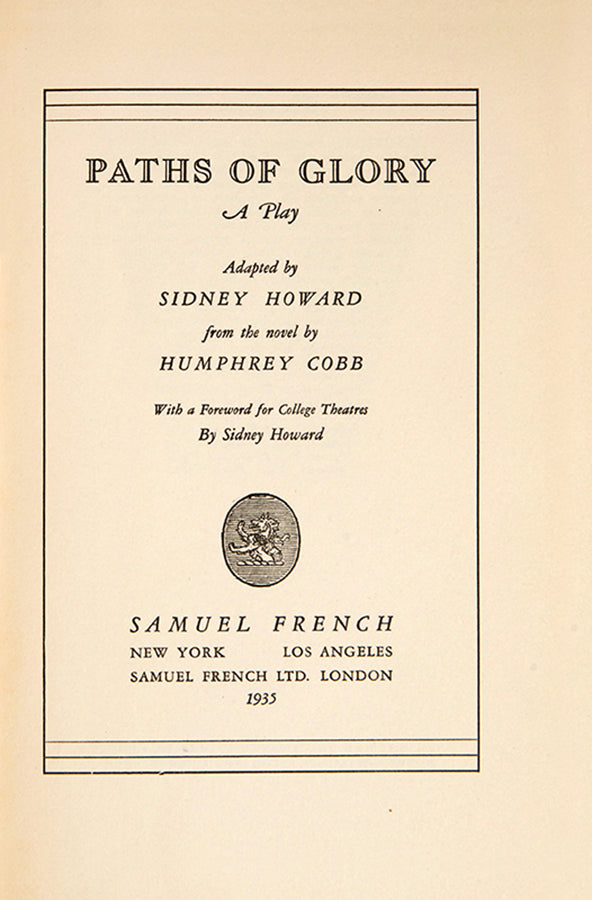 PATHS OF GLORY
A Play
Adapted by
SIDNEY HOWARD
from the novel by
HUMPHREY COBB
With a Foreword for College Theatres
By Sidney Howard
SAMUEL FRENCH
NEW YORK LOS ANGELES
SAMUEL FRENCH LTD. LONDON
1935